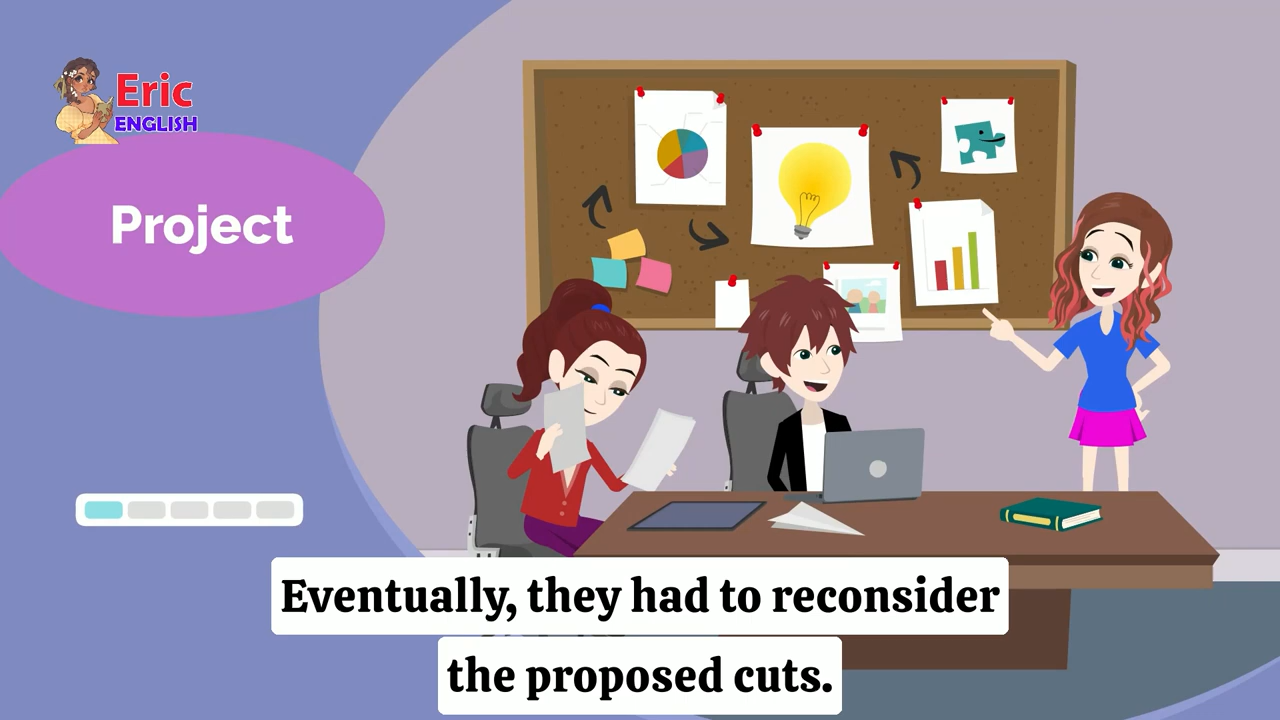 Eric
ENGLISH
Project
Eventually, they had to reconsider
the proposed cuts.